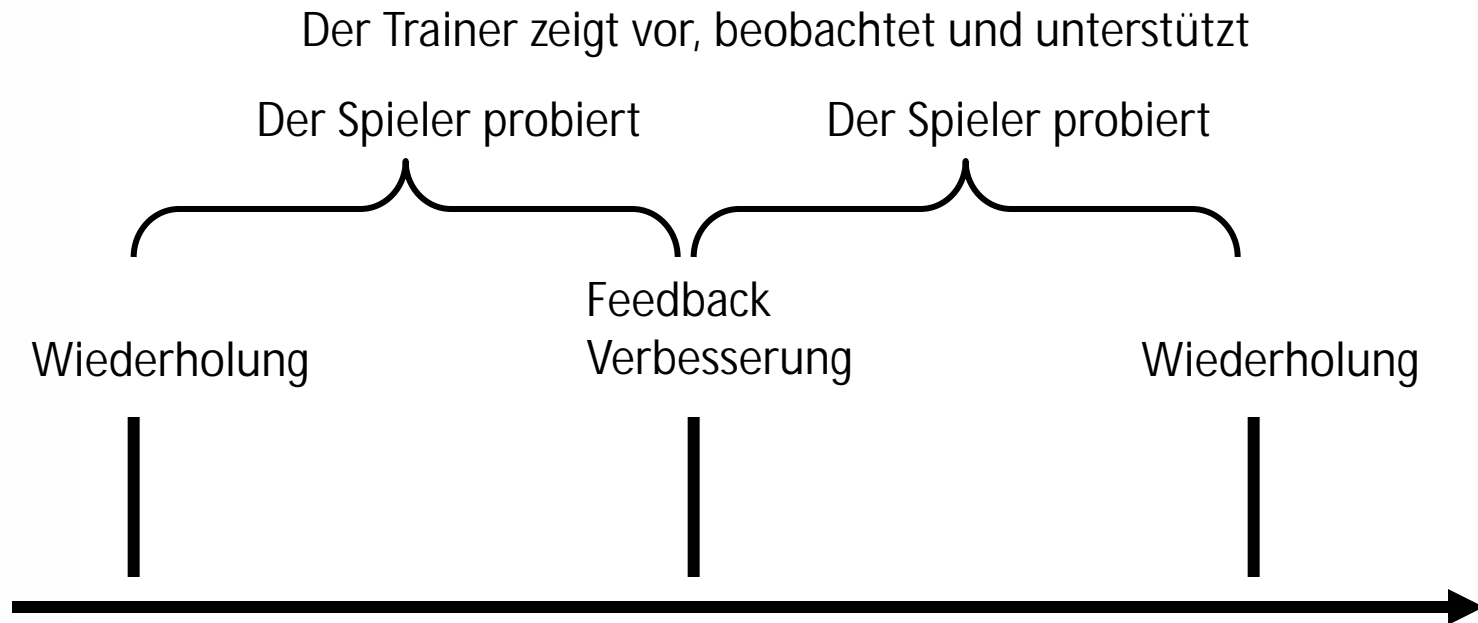 Der Trainer zeigt vor, beobachtet und unterstützt
Der Spieler probiert
Der Spieler probiert
Feedback
Verbesserung
Wiederholung
Wiederholung